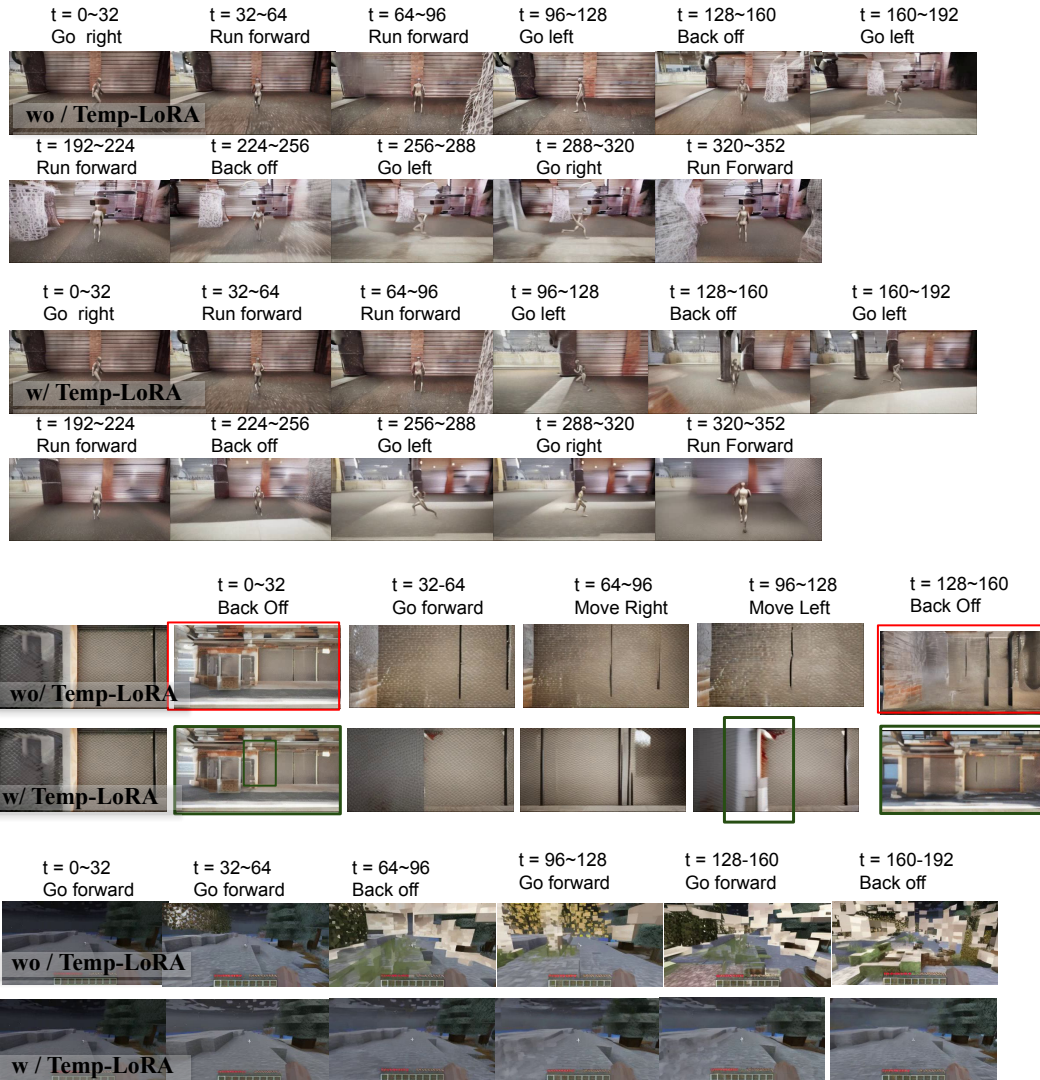 t = 0~32 t = 32~64 t = 64~96 t = 96~128 t = 128~160 t = 160~192
Go right Run forward Run forward Go left Back off Go left
wo / Temp-LoRA
t = 192~224 t = 224~256 t = 256~288 t = 288~320 t = 320~352
Run forward Back off Go left Go right Run Forward
t = 0~32 t = 32~64 t = 64~96 t = 96~128 t = 128~160 t = 160~192
Go right Run forward Run forward Go left Back off Go left
w/ Temp-LoRA
t = 192~224 t = 224~256 t = 256~288 t = 288~320 t = 320~352
Run forward Back off Go left Go right Run Forward
t = 0~32 t = 32-64 t = 64~96 t = 96~128 t = 128~160
Back Off Go forward Move Right Move Left Back Off
wo/ Temp-LoRA
w/ Temp-LoRA
t = 0~32 t = 32~64 t = 64~96 t = 96~128 t = 128-160 t = 160-192
Go forward Go forward Back off Go forward Go forward Back off
wo / Temp-LoRA
w / Temp-LoRA